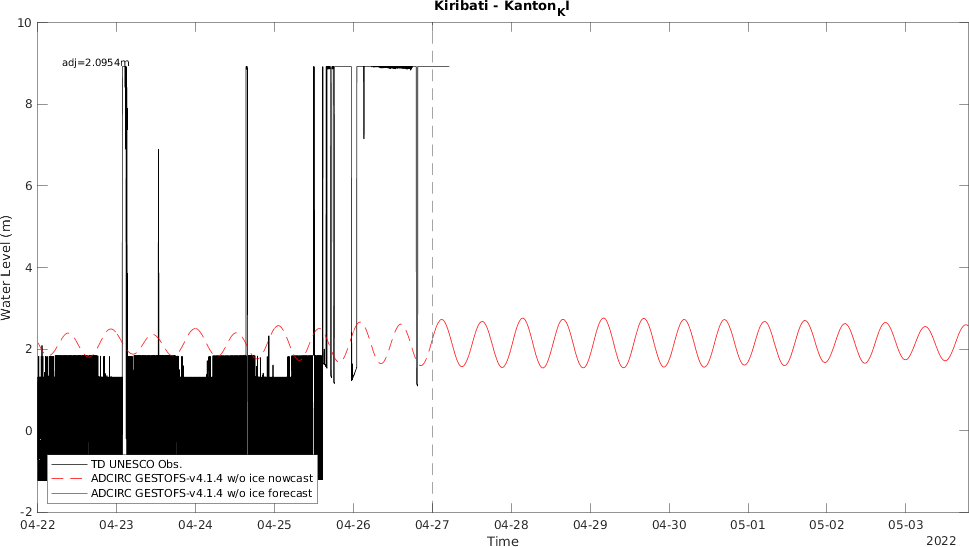 Kiribati - Kanton_KI
10
8
6
4
2
0
-2
Water Level (m)
adj=2.0954m
TD UNESCO Obs.
ADCIRC GESTOFS-v4.1.4 w/o ice nowcast
ADCIRC GESTOFS-v4.1.4 w/o ice forecast
04-22 04-23 04-24 04-25 04-26 04-27 04-28 04-29 04-30 05-01 05-02 05-03
Time
2022